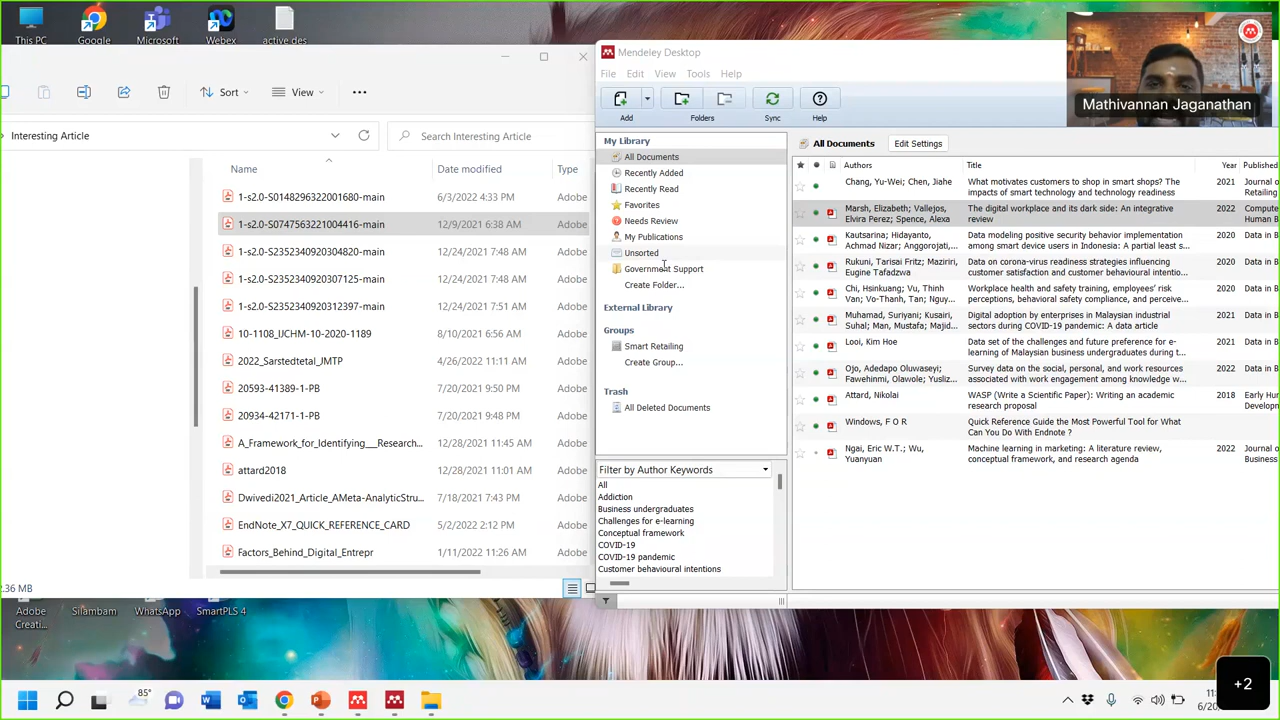 This PC
Google
Microsoft
Webex
active des
Sort
View
Interesting Article
Search Interesting Article
Name
Date modified
Type
1-s2.0-S0148296322001680-main 6/3/2022 4:33 PM Adobe
1-s2.0-S0747563221004416-main 12/9/2021 6:38 AM Adobe
1-s2.0-S2352340920304820-main 12/24/2021 7:48 AM Adobe
1-s2.0-S2352340920307125-main 12/24/2021 7:48 AM Adobe
1-s2.0-S2352340920312397-main 12/24/2021 7:51 AM Adobe
10-1108_IJCHM-10-2020-1179 8/10/2021 6:56 AM Adobe
2022_Sarstedtetal_JMTP 4/26/2022 11:11 AM Adobe
20593-41389-1-PB 7/20/2021 9:50 PM Adobe
20934-42171-1-PB 7/20/2021 9:48 PM Adobe
A_Framework_for_Identifying__Research... 12/28/2021 11:45 AM Adobe
attard2018 12/28/2021 11:01 AM Adobe
Dwivedi2021_Article_AMeta-AnalyticStru... 7/18/2021 7:43 PM Adobe
EndNote_X7_QUICK_REFERENCE_CARD 5/2/2022 2:12 PM Adobe
Factors_Behind_Digital_Entrepr 1/11/2022 11:26 AM Adobe
2.36 MB
Mendeley Desktop
File Edit View Tools Help
Add
Folders
Sync
Help
My Library
All Documents
Recently Added
Recently Read
Favorites
Needs Review
My Publications
Unsorted
Government Support
Create Folder...
External Library
Groups
Smart Retailing
Create Group...
Trash
All Deleted Documents
Filter by Author Keywords
All
Addiction
Business undergraduates
Challenges for e-learning
Conceptual framework
COVID-19
COVID-19 pandemic
Customer behavioural intentions
All Documents
Edit Settings
Authors Title Year Published
Chang, Yu-Wei; Chen, Jiahe What motivates customers to shop in smart shops? The 2021 Journal o
impacts of smart technology and technology readiness Retailing
Marsh, Elizabeth; Vallejos, The digital workplace and its dark side: An integrative 2022 Compute
Elvira Perez; Spence, Alexa review Human B
Kautsarina; Hidayanto, Data modeling positive security behavior implementation 2020 Data in B
Achmad Nizar; Anggorojati,... among smart device users in Indonesia: A partial least s...
Rukuni, Tarisai Fritz; Maziriri, Data on corona-virus readiness strategies influencing 2020 Data in B
Eugine Tafadzwa customer satisfaction and customer behavioural intentio...
Chi, Hsinkuang; Vu, Thinh Workplace health and safety training, employees' risk 2020 Data in B
Van; Vo-Thanh, Tan; Nguy... perceptions, behavioral safety compliance, and perceive...
Muhamad, Suriyani; Kusairi, Digital adoption by enterprises in Malaysian industrial 2021 Data in B
Suhal; Man, Mustafa; Majid... sectors during COVID-19 pandemic: A data article
Looi, Kim Hoe Data set of the challenges and future preference for e- 2021 Data in B
learning of Malaysian business undergraduates during t...
Ojo, Adedapo Oluwaseyi; Survey data on the social, personal, and work resources 2022 Data in B
Fawehinmi, Olawole; Yusliz... associated with work engagement among knowledge w...
Attard, Nikolai WASP (Write a Scientific Paper): Writing an academic 2018 Early Hu
research proposal Develop
Windows, F O R Quick Reference Guide the Most Powerful Tool for What
Can You Do With Endnote ?
Ngai, Eric W.T.; Wu, Machine learning in marketing: A literature review, 2022 Journal o
Yuanyuan conceptual framework, and research agenda Business
Mathivannan Jaganathan
Adobe
Creati...
Silambam
WhatsApp
SmartPLS 4
85°
+2